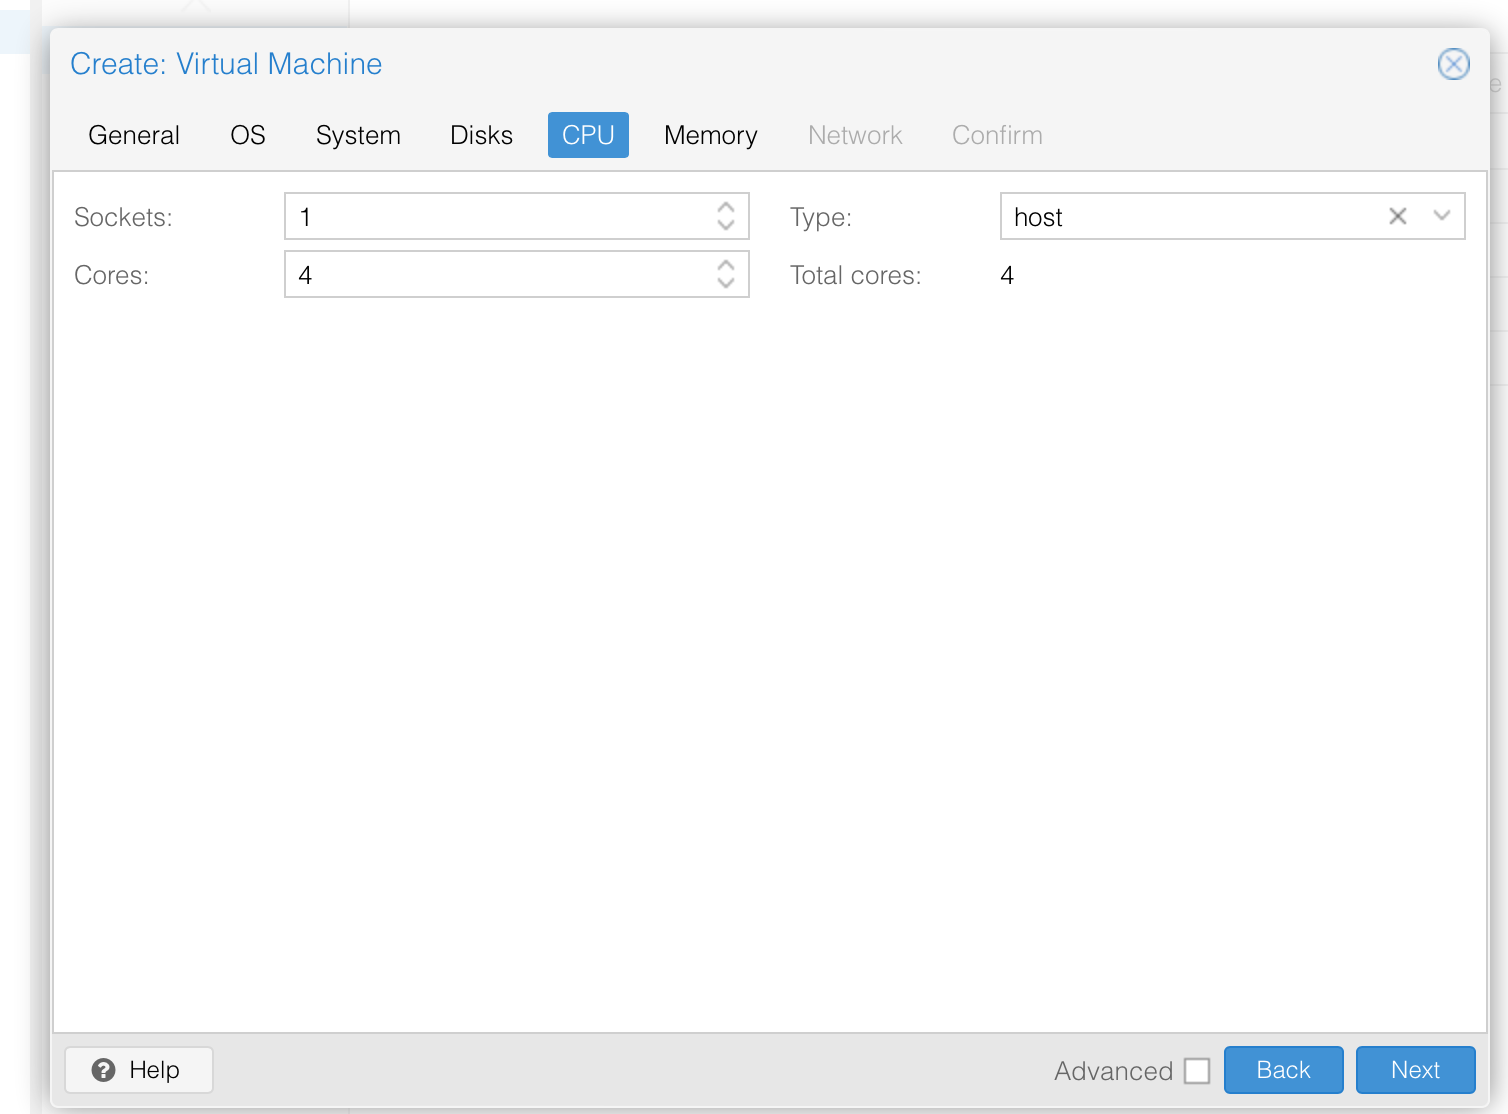 Create: Virtual Machine
General OS System Disks CPU Memory Network Confirm
Sockets: 1 Type: host
Cores: 4 Total cores: 4
Help Advanced Back Next